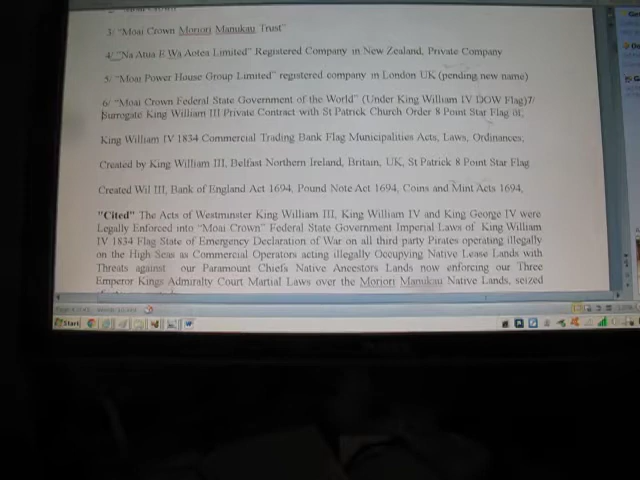 3/ "Moai Crown Moriori Manukau Trust"
4/ "Na Atua E Wa Aotea Limited" Registered Company in New Zealand, Private Company
5/ "Moai Power House Group Limited" registered company in London UK (pending new name)
6/ "Moai Crown Federal State Government of the World" (Under King William IV DOW Flag)7/
Surrogate King William III Private Contract with St Patrick Church Order 8 Point Star Flag of,
King William IV 1834 Commercial Trading Bank Flag Municipalities Acts, Laws, Ordinances,
Created by King William III, Belfast Northern Ireland, Britain, UK, St Patrick 8 Point Star Flag
Created Wil III, Bank of England Act 1694, Pound Note Act 1694, Coins and Mint Acts 1694,
"Cited" The Acts of Westminster King William III, King William IV and King George IV were
Legally Enforced into "Moai Crown" Federal State Government Imperial Laws of King William
IV 1834 Flag State of Emergency Declaration of War on all third party Pirates operating illegally
on the High Seas as Commercial Operators acting illegally Occupying Native Lease Lands with
Threats against our Paramount Chiefs Native Ancestors Lands now enforcing our Three
Emperor Kings Admiralty Court Martial Laws over the Moriori Manukau Native Lands, seized
Start